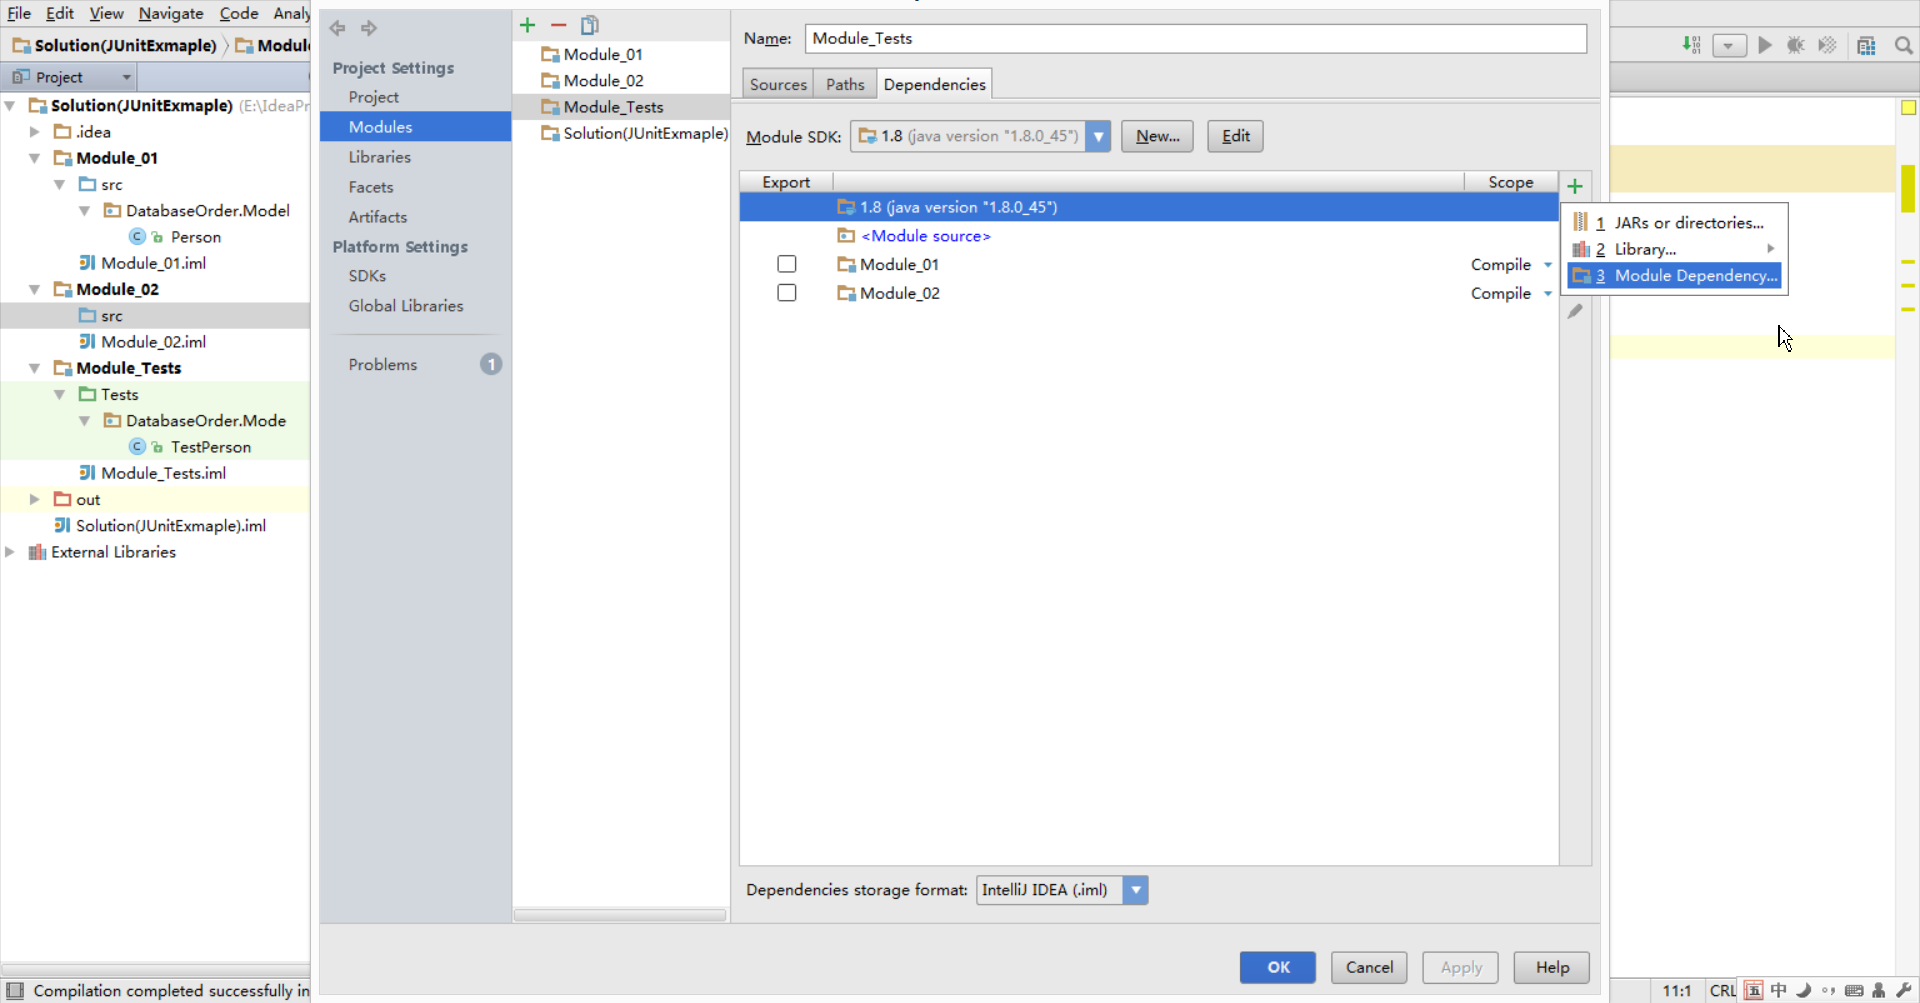 File Edit View Navigate Code Analy
Solution(JUnitExmaple) Modul
Project
Solution(JUnitExmaple) (E:\IdeaPr
.idea
Module_01
src
DatabaseOrder.Model
Person
Module_01.iml
Module_02
src
Module_02.iml
Module_Tests
Tests
DatabaseOrder.Mode
TestPerson
Module_Tests.iml
out
Solution(JUnitExmaple).iml
External Libraries
Compilation completed successfully in
Project Settings
Project
Modules
Libraries
Facets
Artifacts
Platform Settings
SDKs
Global Libraries
Problems 1
Module_01
Module_02
Module_Tests
Solution(JUnitExmaple)
Name: Module_Tests
Sources Paths Dependencies
Module SDK: 1.8 (java version "1.8.0_45") New... Edit
Export Scope
1.8 (java version "1.8.0_45")
<Module source>
Module_01 Compile
Module_02 Compile
1 JARs or directories...
2 Library...
3 Module Dependency...
Dependencies storage format: IntelliJ IDEA (.iml)
OK Cancel Apply Help
11:1 CRL 五 中